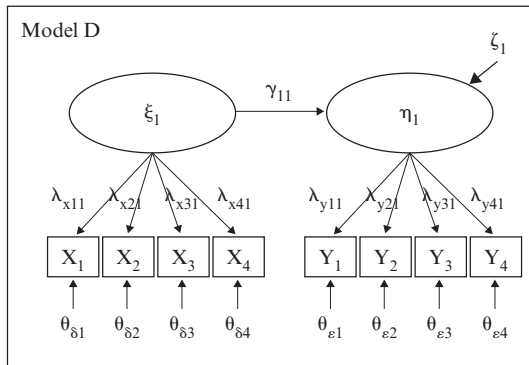 Model D
ζ1
γ11
ξ1 η1
λx11 λx21 λx31 λx41 λy11 λy21 λy31 λy41
X1 X2 X3 X4 Y1 Y2 Y3 Y4
θδ1 θδ2 θδ3 θδ4 θε1 θε2 θε3 θε4